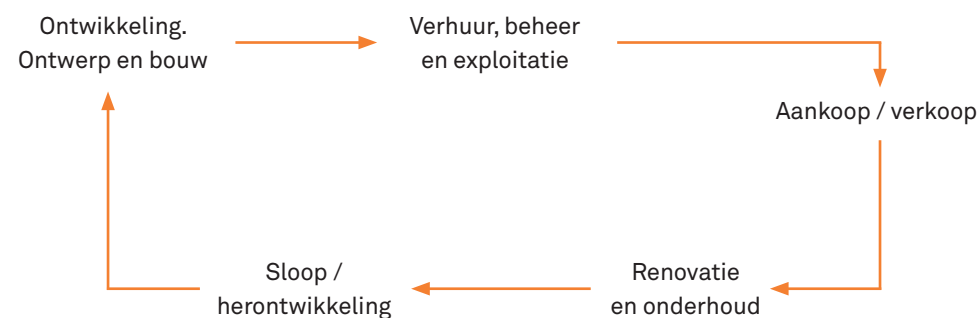 Ontwikkeling.
Ontwerp en bouw
Verhuur, beheer
en exploitatie
Aankoop / verkoop
Renovatie
en onderhoud
Sloop /
herontwikkeling